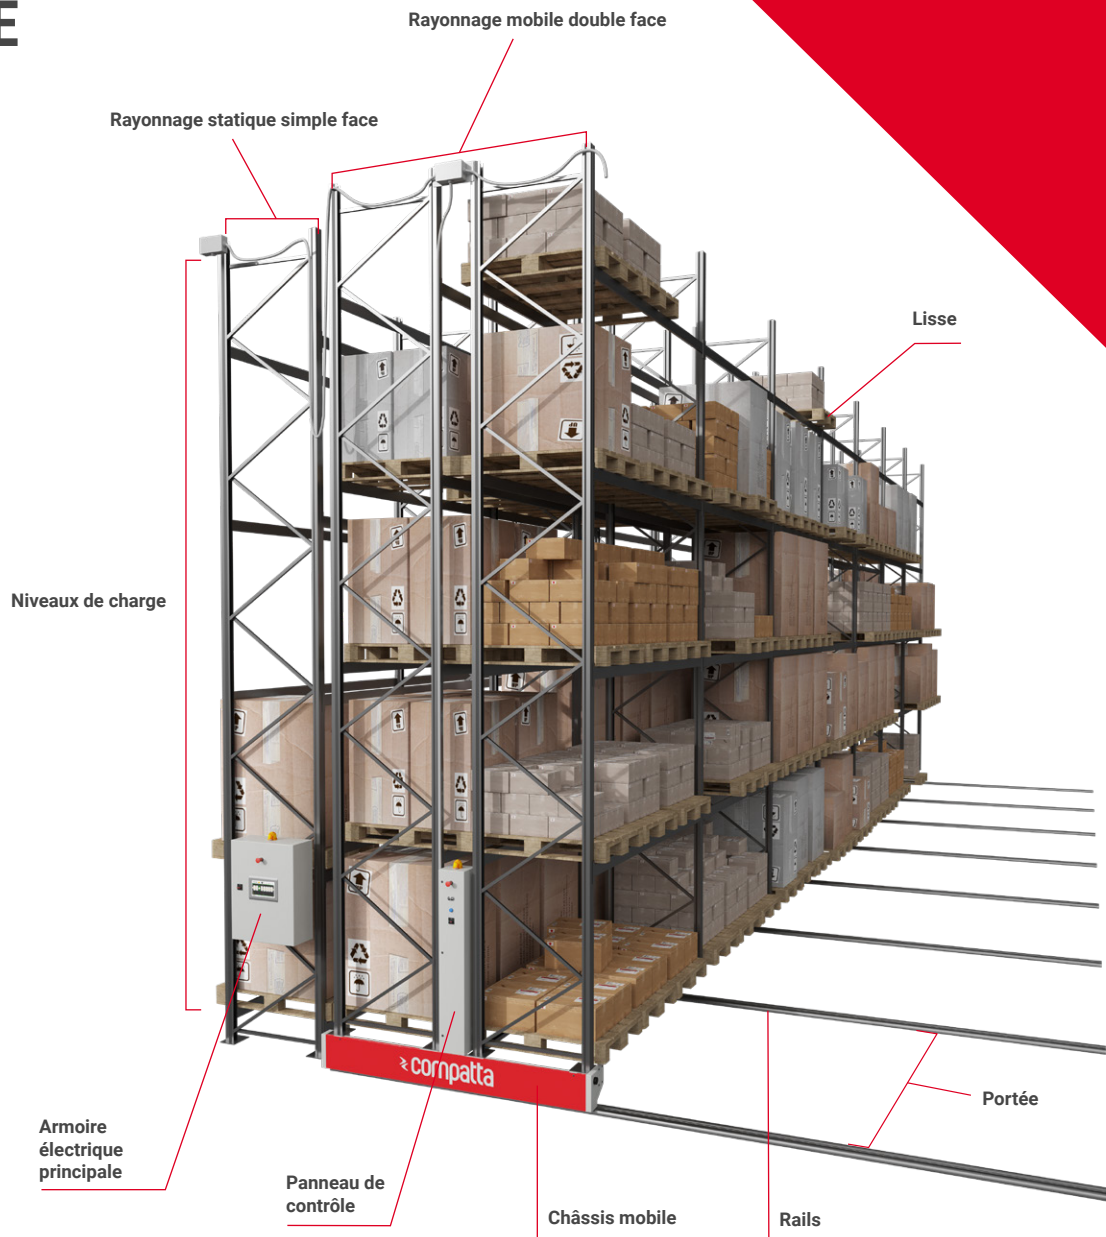 E
Rayonnage mobile double face
Rayonnage statique simple face
Lisse
Niveaux de charge
compatta
Portée
Armoire
électrique
principale
Panneau de
contrôle
Châssis mobile
Rails